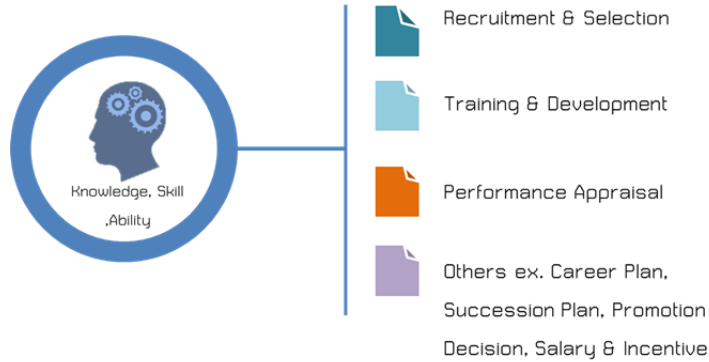 Knowledge, Skill
,Ability
Recruitment & Selection
Training & Development
Performance Appraisal
Others ex. Career Plan,
Succession Plan, Promotion
Decision, Salary & Incentive